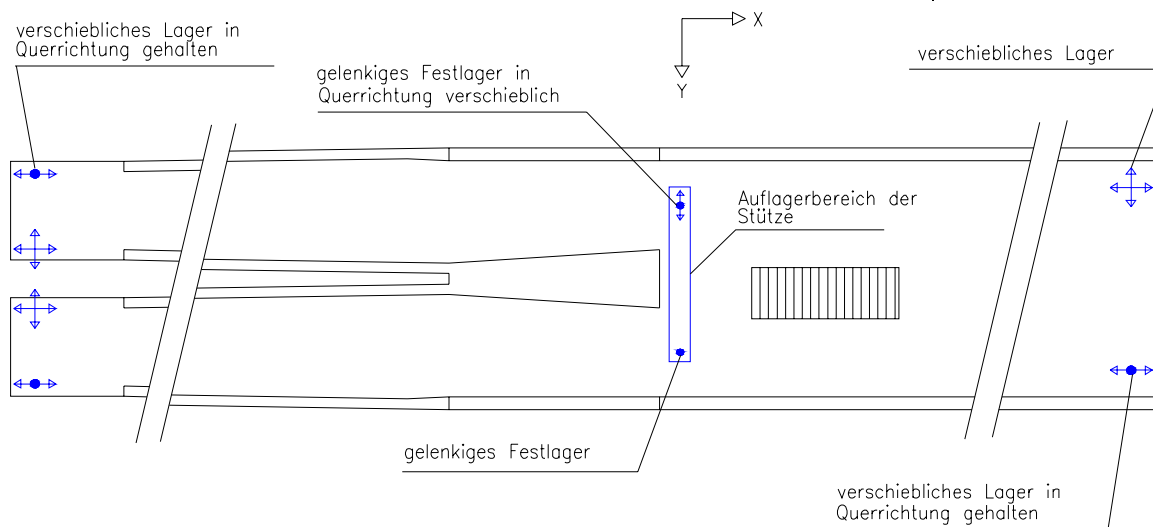 verschiebliches Lager in
Querrichtung gehalten
X
Y
verschiebliches Lager
gelenkiges Festlager in
Querrichtung verschieblich
Auflagerbereich der
Stütze
gelenkiges Festlager
verschiebliches Lager in
Querrichtung gehalten